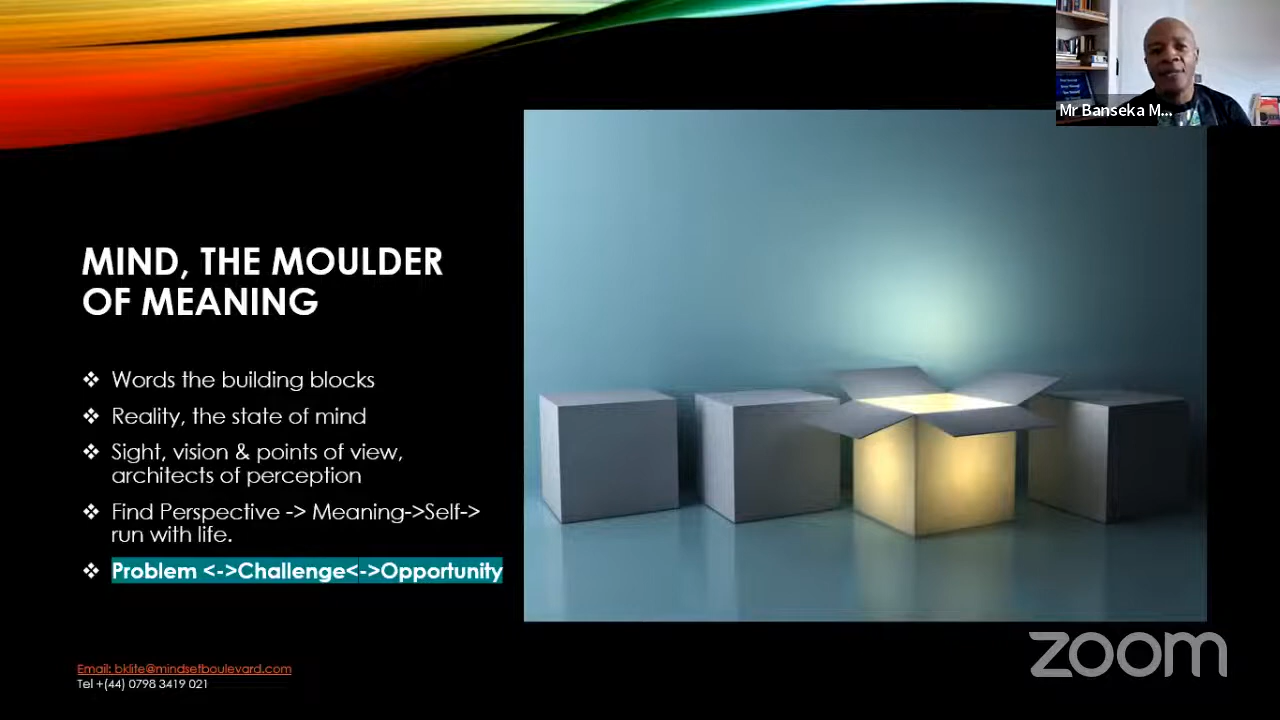 Mr Banseka M...
MIND, THE MOULDER
OF MEANING
❖ Words the building blocks
❖ Reality, the state of mind
❖ Sight, vision & points of view,
architects of perception
❖ Find Perspective -> Meaning->Self->
run with life.
❖ Problem <->Challenge<->Opportunity
Email: bklite@mindsetboulevard.com
Tel +(44) 0798 3419 021
zoom